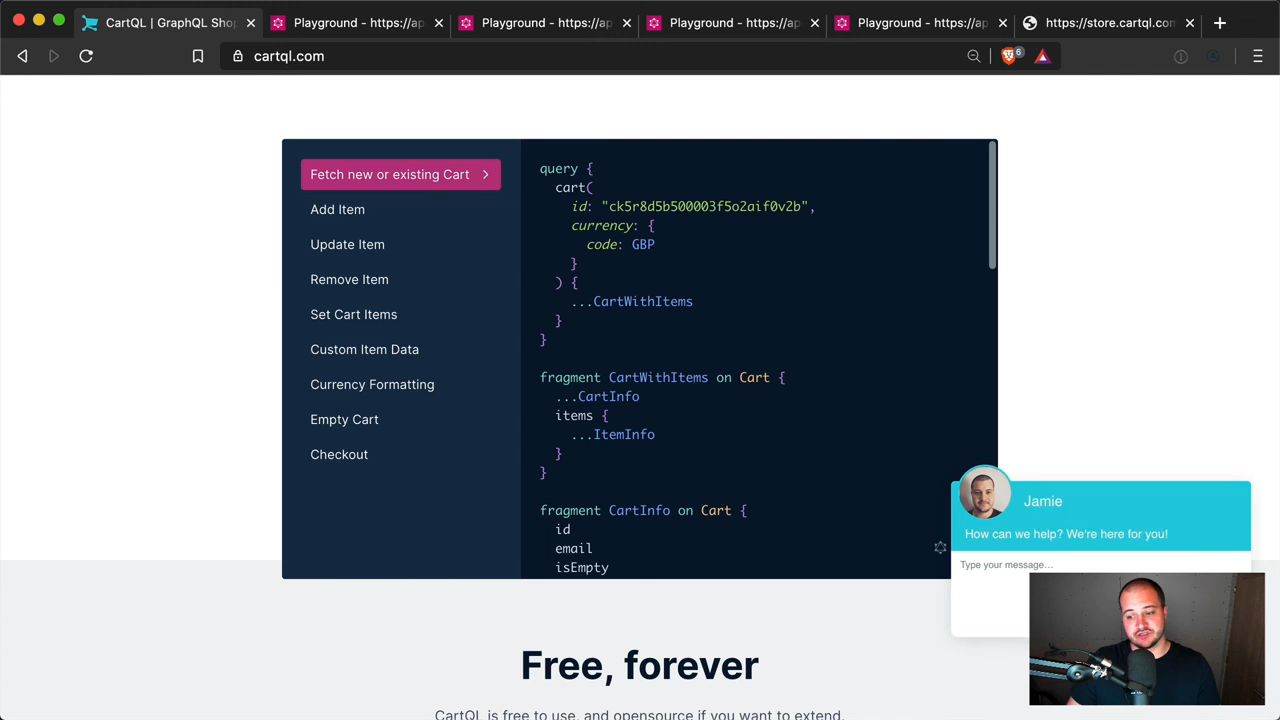 CartQL | GraphQL Shop
Playground - https://ap
Playground - https://ap
Playground - https://ap
Playground - https://ap
https://store.cartql.com
cartql.com
6
Fetch new or existing Cart
Add Item
Update Item
Remove Item
Set Cart Items
Custom Item Data
Currency Formatting
Empty Cart
Checkout
query {
cart(
id: "ck5r8d5b500003f5o2aif0v2b",
currency: {
code: GBP
}
) {
...CartWithItems
}
}
fragment CartWithItems on Cart {
...CartInfo
items {
...ItemInfo
}
}
fragment CartInfo on Cart {
id
email
isEmpty
Jamie
How can we help? We're here for you!
Type your message...
Free, forever
CartQL is free to use, and opensource if you want to extend.